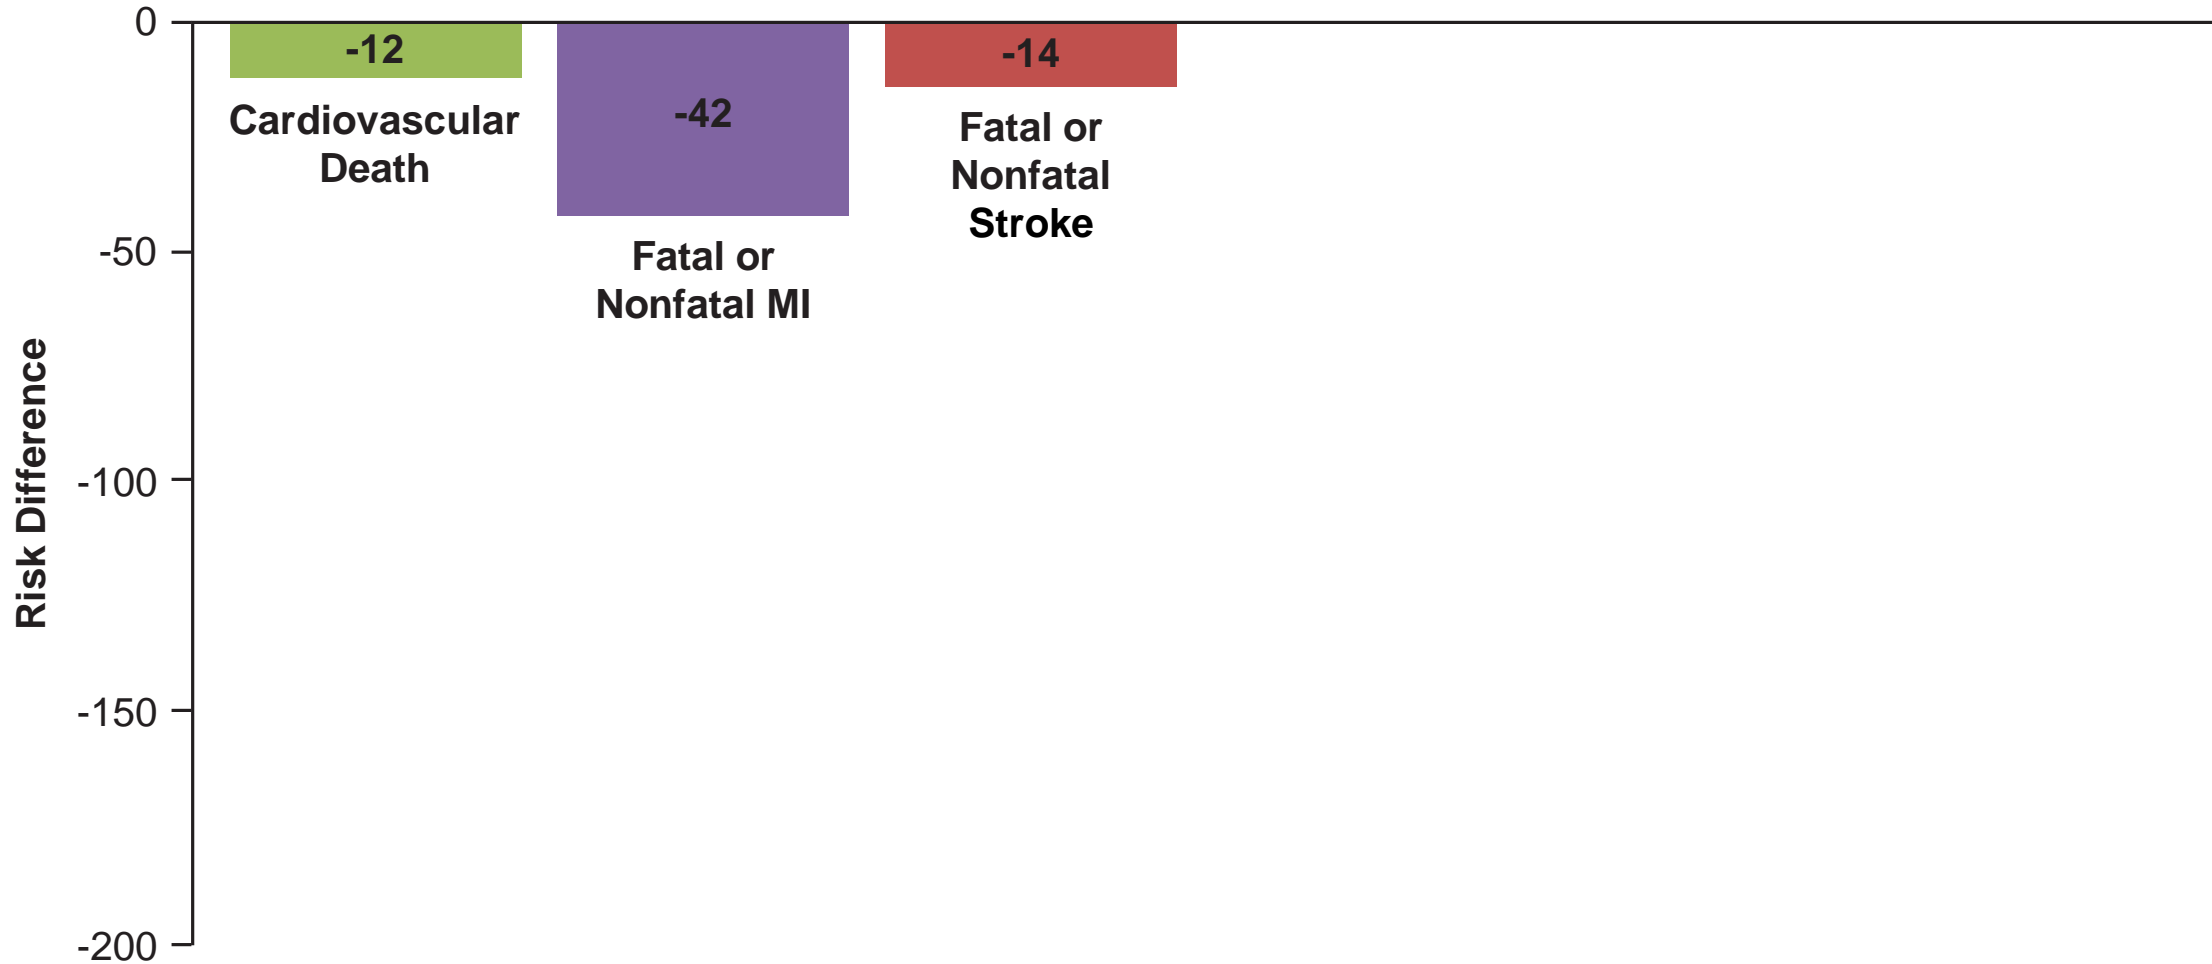 0
-50
-100
-150
-200
Risk Difference
-12
Cardiovascular
Death
-42
Fatal or
Nonfatal MI
-14
Fatal or
Nonfatal
Stroke